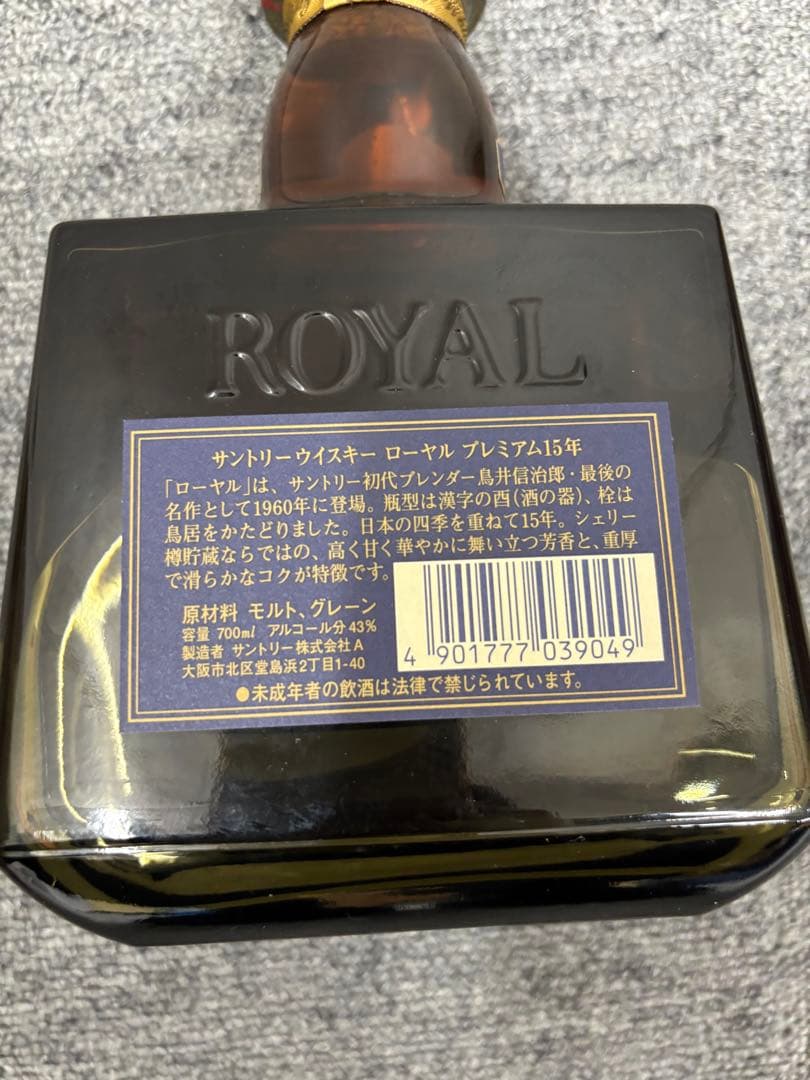 ROYAL
サントリーウイスキー ローヤル プレミアム15年
「ローヤル」は、サントリー初代ブレンダー鳥井信治郎・最後の
名作として1960年に登場。瓶型は漢字の酉(酒の器)、栓は
鳥居をかたどりました。日本の四季を重ねて15年。シェリー
樽貯蔵ならではの、高く甘く華やかに舞い立つ芳香と、重厚
で滑らかなコクが特徴です。
原材料 モルト、グレーン
容量 700ml アルコール分43%
製造者 サントリー株式会社A
大阪市北区堂島浜2丁目1-40
4 901777 039049
●未成年者の飲酒は法律で禁じられています。